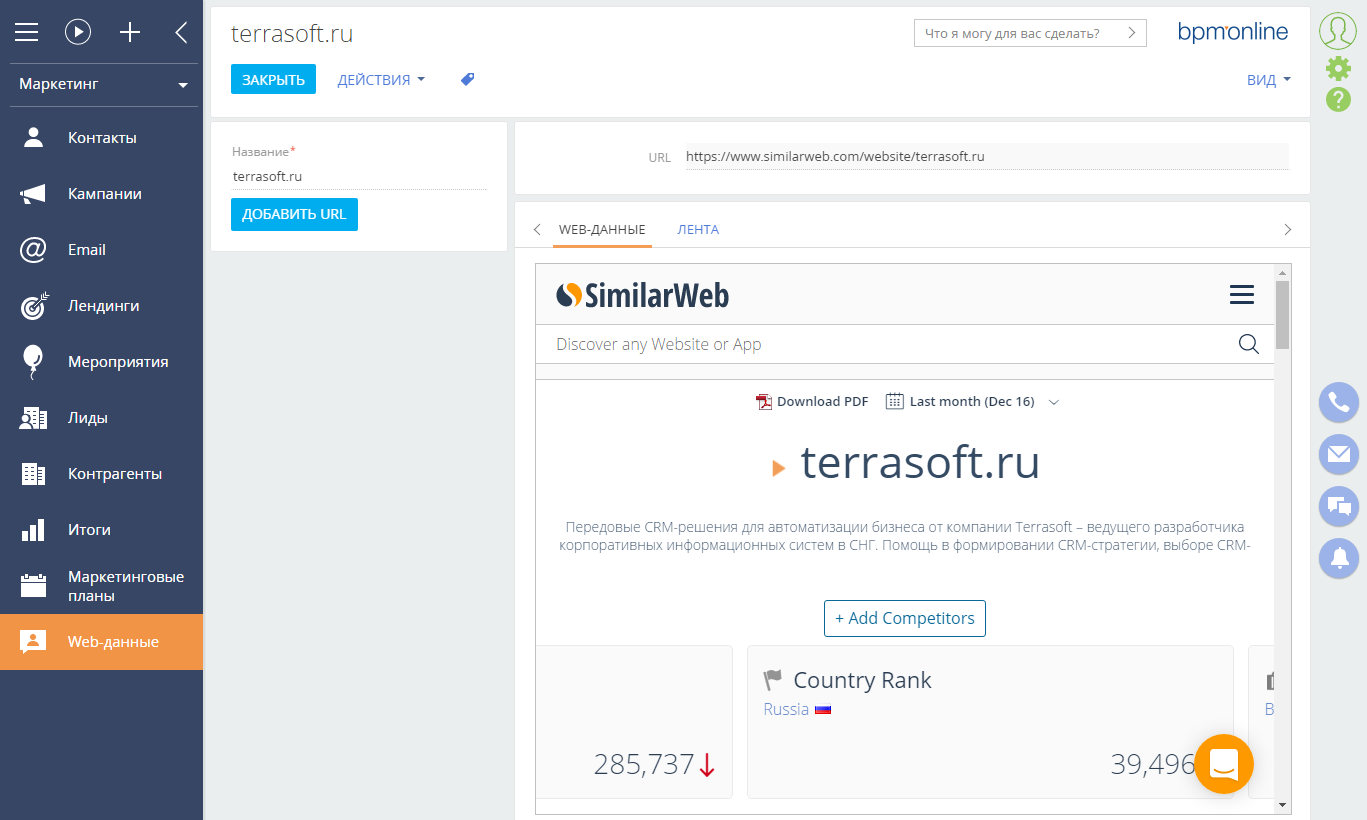 terrasoft.ru
Что я могу для вас сделать?
bpm'online
ЗАКРЫТЬ
ДЕЙСТВИЯ
ВИД
Маркетинг
Контакты
Кампании
Email
Лендинги
Мероприятия
Лиды
Контрагенты
Итоги
Маркетинговые
планы
Web-данные
Название*
terrasoft.ru
ДОБАВИТЬ URL
URL
https://www.similarweb.com/website/terrasoft.ru
WEB-ДАННЫЕ
ЛЕНТА
SimilarWeb
Discover any Website or App
Download PDF
Last month (Dec 16)
terrasoft.ru
Передовые CRM-решения для автоматизации бизнеса от компании Terrasoft – ведущего разработчика
корпоративных информационных систем в СНГ. Помощь в формировании CRM-стратегии, выборе CRM-
+ Add Competitors
285,737
Country Rank
Russia
39,496
B